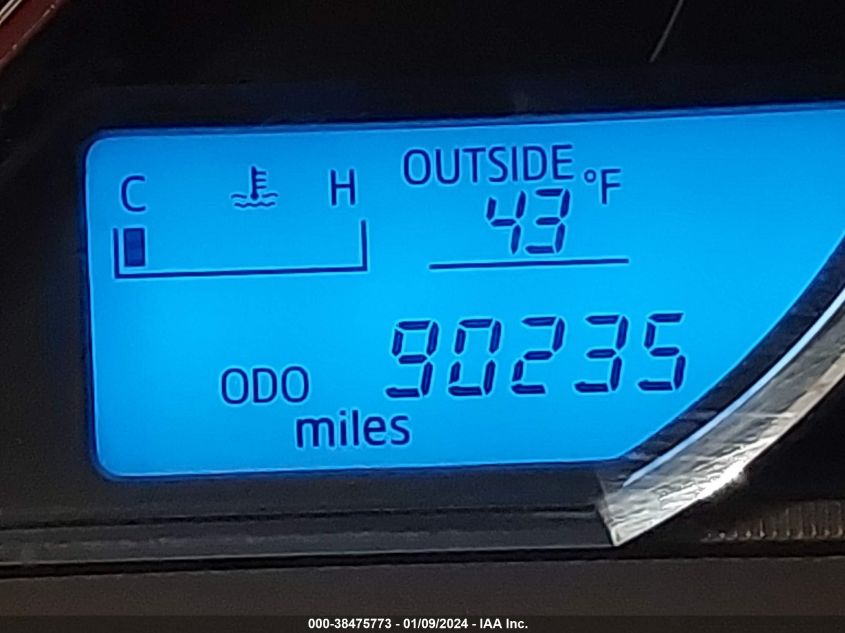 C H OUTSIDE °F
43
90235
ODO
miles
000-38475773 - 01/09/2024 - IAA Inc.